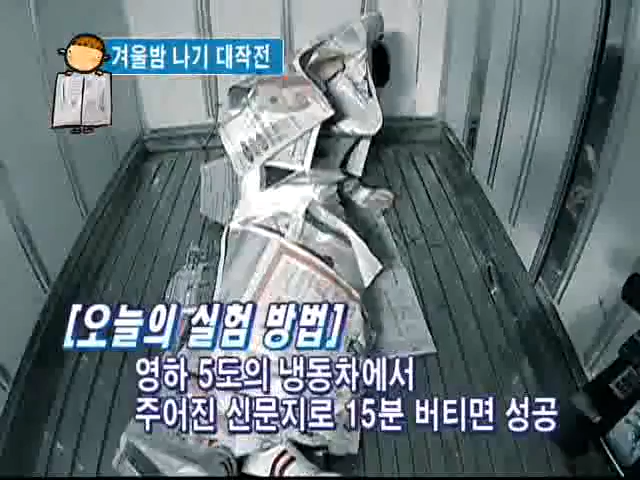 겨울밤 나기 대작전
[오늘의 실험 방법]
영하 5도의 냉동차에서
주어진 신문지로 15분 버티면 성공